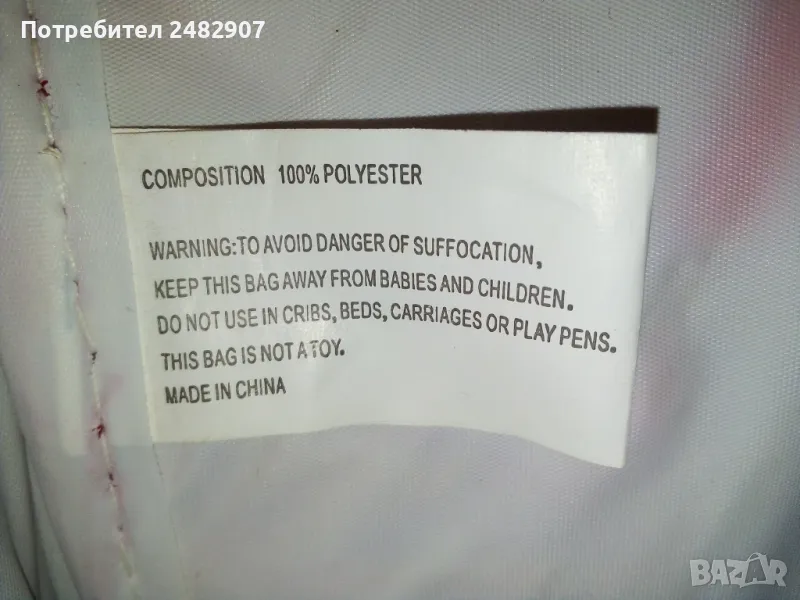 Потребител 2482907
COMPOSITION 100% POLYESTER
WARNING:TO AVOID DANGER OF SUFFOCATION,
KEEP THIS BAG AWAY FROM BABIES AND CHILDREN.
DO NOT USE IN CRIBS, BEDS, CARRIAGES OR PLAY PENS.
THIS BAG IS NOT A TOY.
MADE IN CHINA
BAZAR